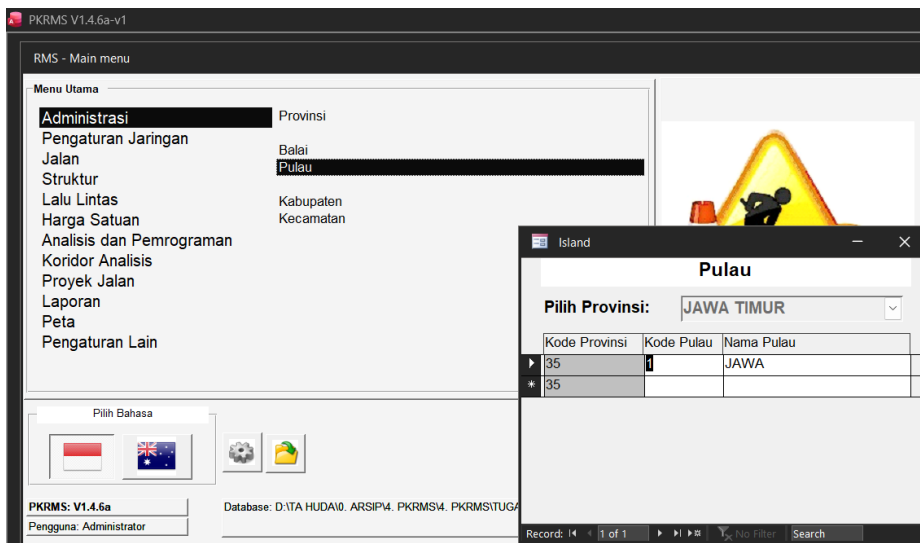 PKRMS V1.4.6a-v1
RMS - Main menu
Menu Utama
Administrasi
Pengaturan Jaringan
Jalan
Struktur
Lalu Lintas
Harga Satuan
Analisis dan Pemrograman
Koridor Analisis
Proyek Jalan
Laporan
Peta
Pengaturan Lain
Provinsi
Balai
Pulau
Kabupaten
Kecamatan
Island
Pulau
Pilih Provinsi: JAWA TIMUR
Kode Provinsi Kode Pulau Nama Pulau
35 1 JAWA
35
Record: 1 of 1 No Filter Search
Pilih Bahasa
PKRMS: V1.4.6a
Pengguna: Administrator
Database: D:\TA HUDA\0. ARSIP\4. PKRMS\4. PKRMS\TUGA